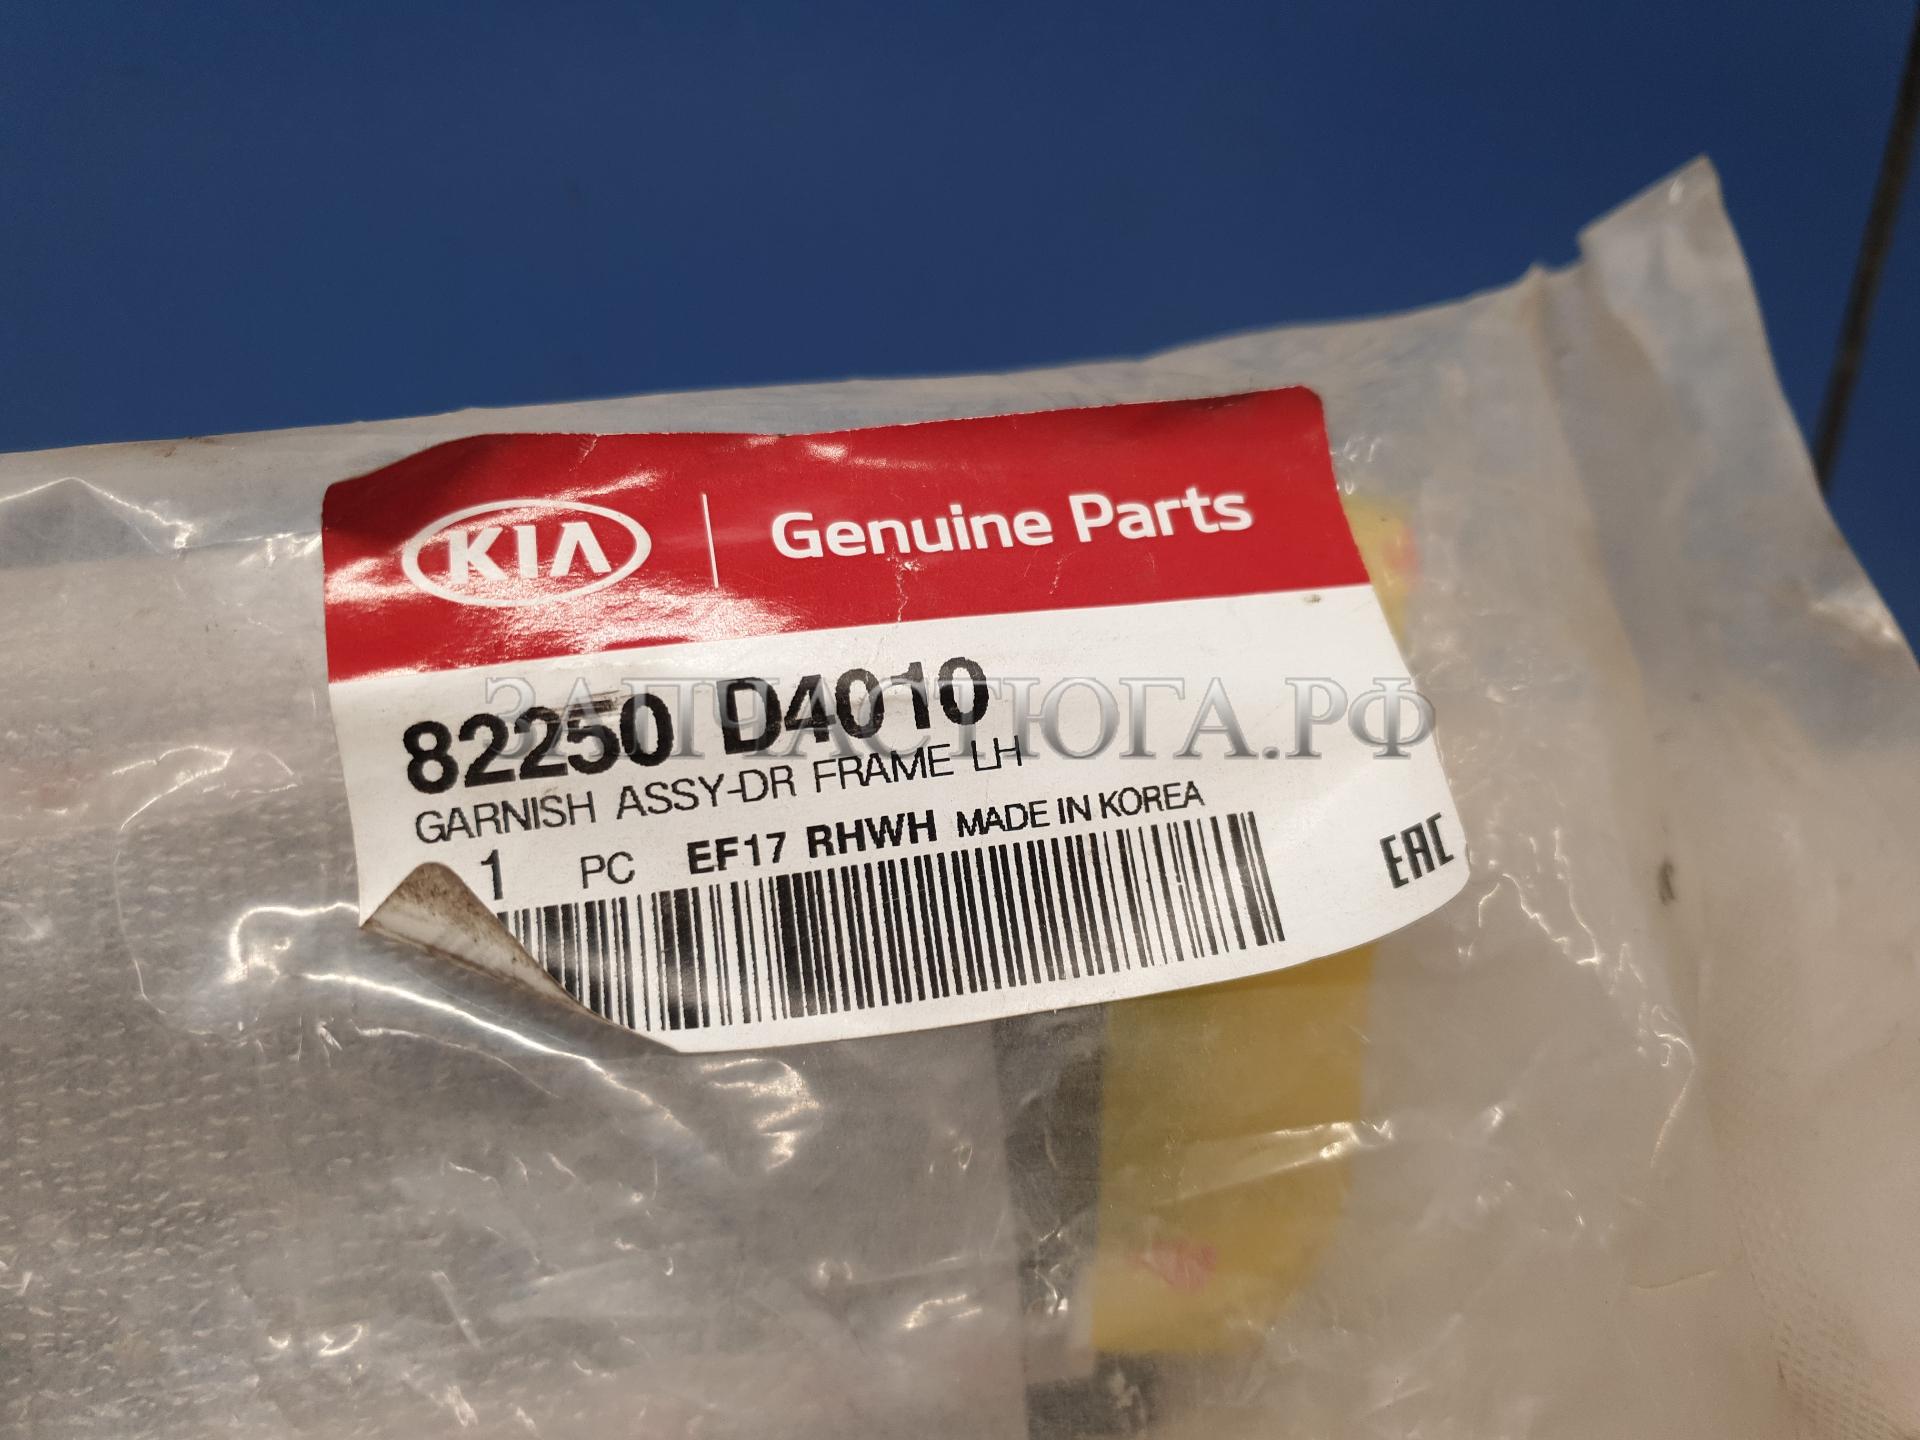 KIA Genuine Parts
82250 D4010
ЗАПЧАСТЮГА.РФ
GARNISH ASSY-DR FRAME LH
1 PC EF17 RHWH MADE IN KOREA
EAC